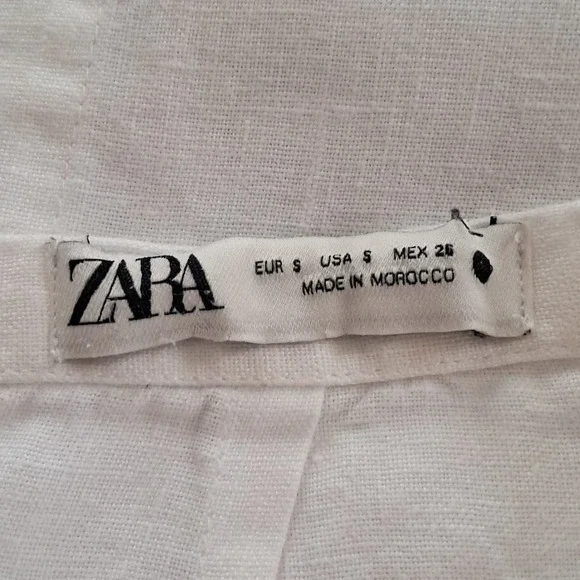 ZARA
EUR S USA S MEX 26
MADE IN MOROCCO